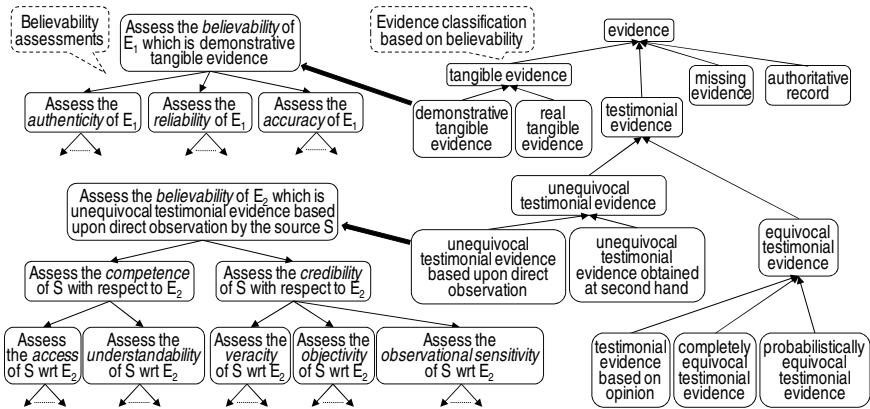 Believability
assessments
Assess the believability of
E1 which is demonstrative
tangible evidence
Assess the
authenticity of E1
Assess the
reliability of E1
Assess the
accuracy of E1
Assess the believability of E2 which is
unequivocal testimonial evidence based
upon direct observation by the source S
Assess the competence
of S with respect to E2
Assess the credibility
of S with respect to E2
Assess
the access
of S wrt E2
Assess the
understandability
of S wrt E2
Assess the
veracity
of S wrt E2
Assess the
objectivity
of S wrt E2
Assess the
observational sensitivity
of S wrt E2
Evidence classification
based on believability
evidence
tangible evidence
missing
evidence
authoritative
record
demonstrative
tangible
evidence
real
tangible
evidence
testimonial
evidence
unequivocal
testimonial evidence
unequivocal
testimonial evidence
based upon direct
observation
unequivocal
testimonial
evidence obtained
at second hand
equivocal
testimonial
evidence
testimonial
evidence
based on
opinion
completely
equivocal
testimonial
evidence
probabilistically
equivocal
testimonial
evidence